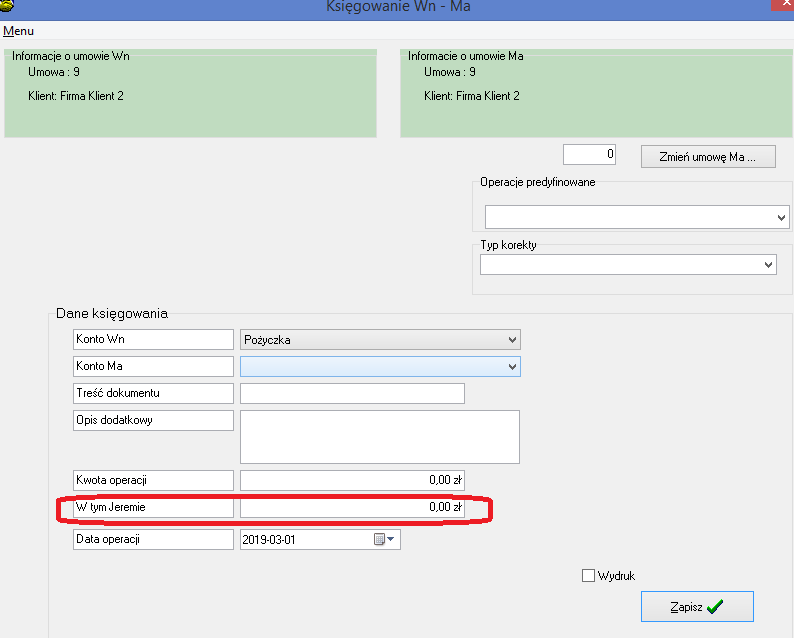 Księgowanie Wn - Ma
Menu
Informacje o umowie Wn
Umowa : 9
Klient: Firma Klient 2
Informacje o umowie Ma
Umowa : 9
Klient: Firma Klient 2
0
Zmień umowę Ma ...
Operacje predyfinowane
Typ korekty
Dane księgowania
Konto Wn Pożyczka
Konto Ma
Treść dokumentu
Opis dodatkowy
Kwota operacji 0,00 zł
W tym Jeremie 0,00 zł
Data operacji 2019-03-01
Wydruk
Zapisz